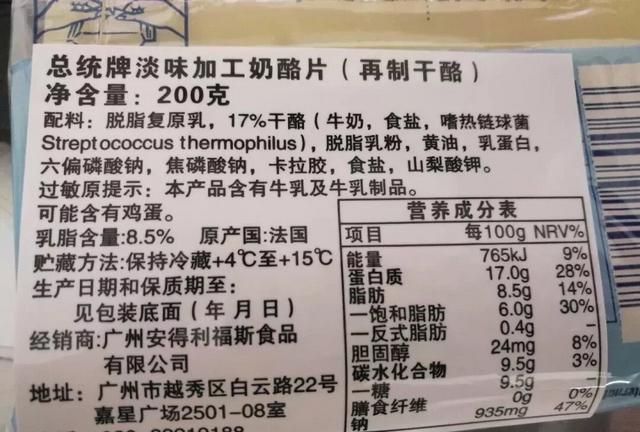 总统牌淡味加工奶酪片（再制干酪）
净含量：200克
配料：脱脂复原乳，17%干酪（牛奶，食盐，嗜热链球菌
Streptococcus thermophilus），脱脂乳粉，黄油，乳蛋白，
六偏磷酸钠，焦磷酸钠，卡拉胶，食盐，山梨酸钾。
过敏原提示：本产品含有牛乳及牛乳制品。
可能含有鸡蛋。
乳脂含量:8.5% 原产国:法国
贮藏方法:保持冷藏+4℃至+15℃
生产日期和保质期至：
见包装底面（年月日）
经销商:广州安得利福斯食品
有限公司
地址：广州市越秀区白云路22号
嘉星广场2501-08室
营养成分表
项目 每100g NRV%
能量 765kJ 9%
蛋白质 17.0g 28%
脂肪 8.5g 14%
—饱和脂肪 6.0g 30%
—反式脂肪 0.4g –
胆固醇 24mg 8%
碳水化合物 9.5g 3%
—糖 9.5g
膳食纤维 0g 0%
钠 935mg 47%